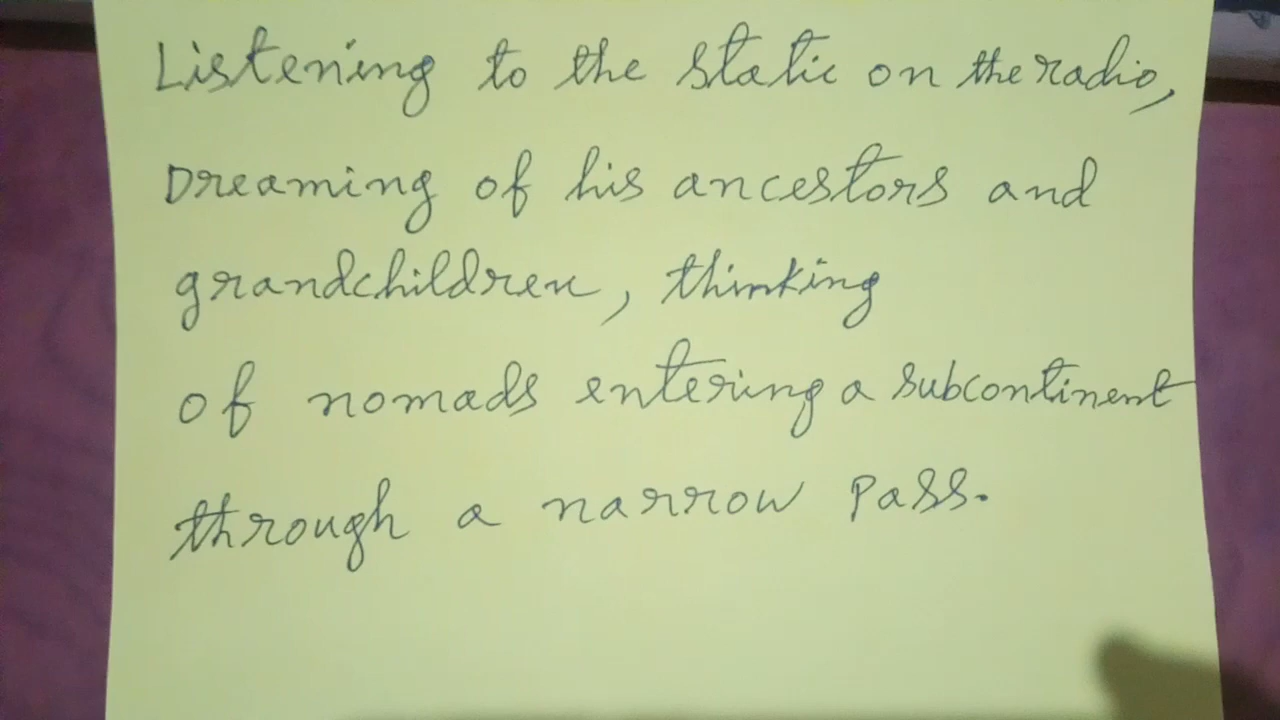 Listening to the static on the radio,
Dreaming of his ancestors and
grandchildren, thinking
of nomads entering a subcontinent
through a narrow pass.